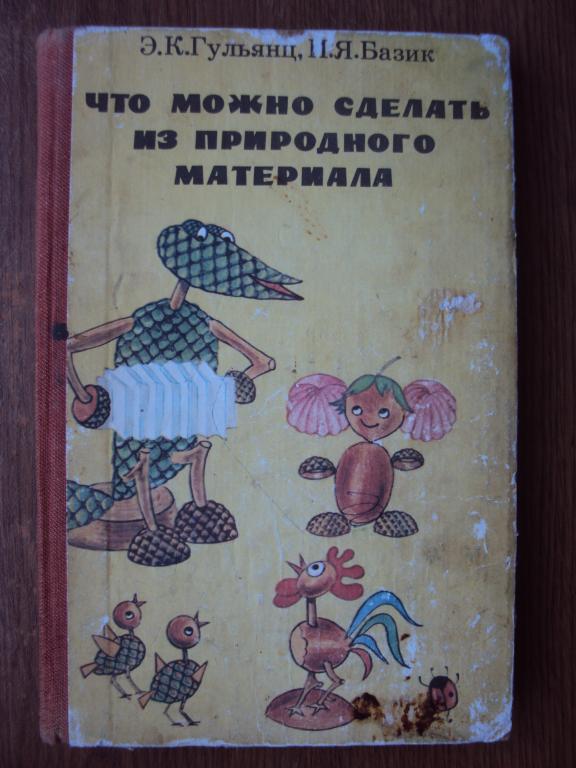 Э.К.Гульянц, И.Я.Базик
ЧТО МОЖНО СДЕЛАТЬ
ИЗ ПРИРОДНОГО
МАТЕРИАЛА